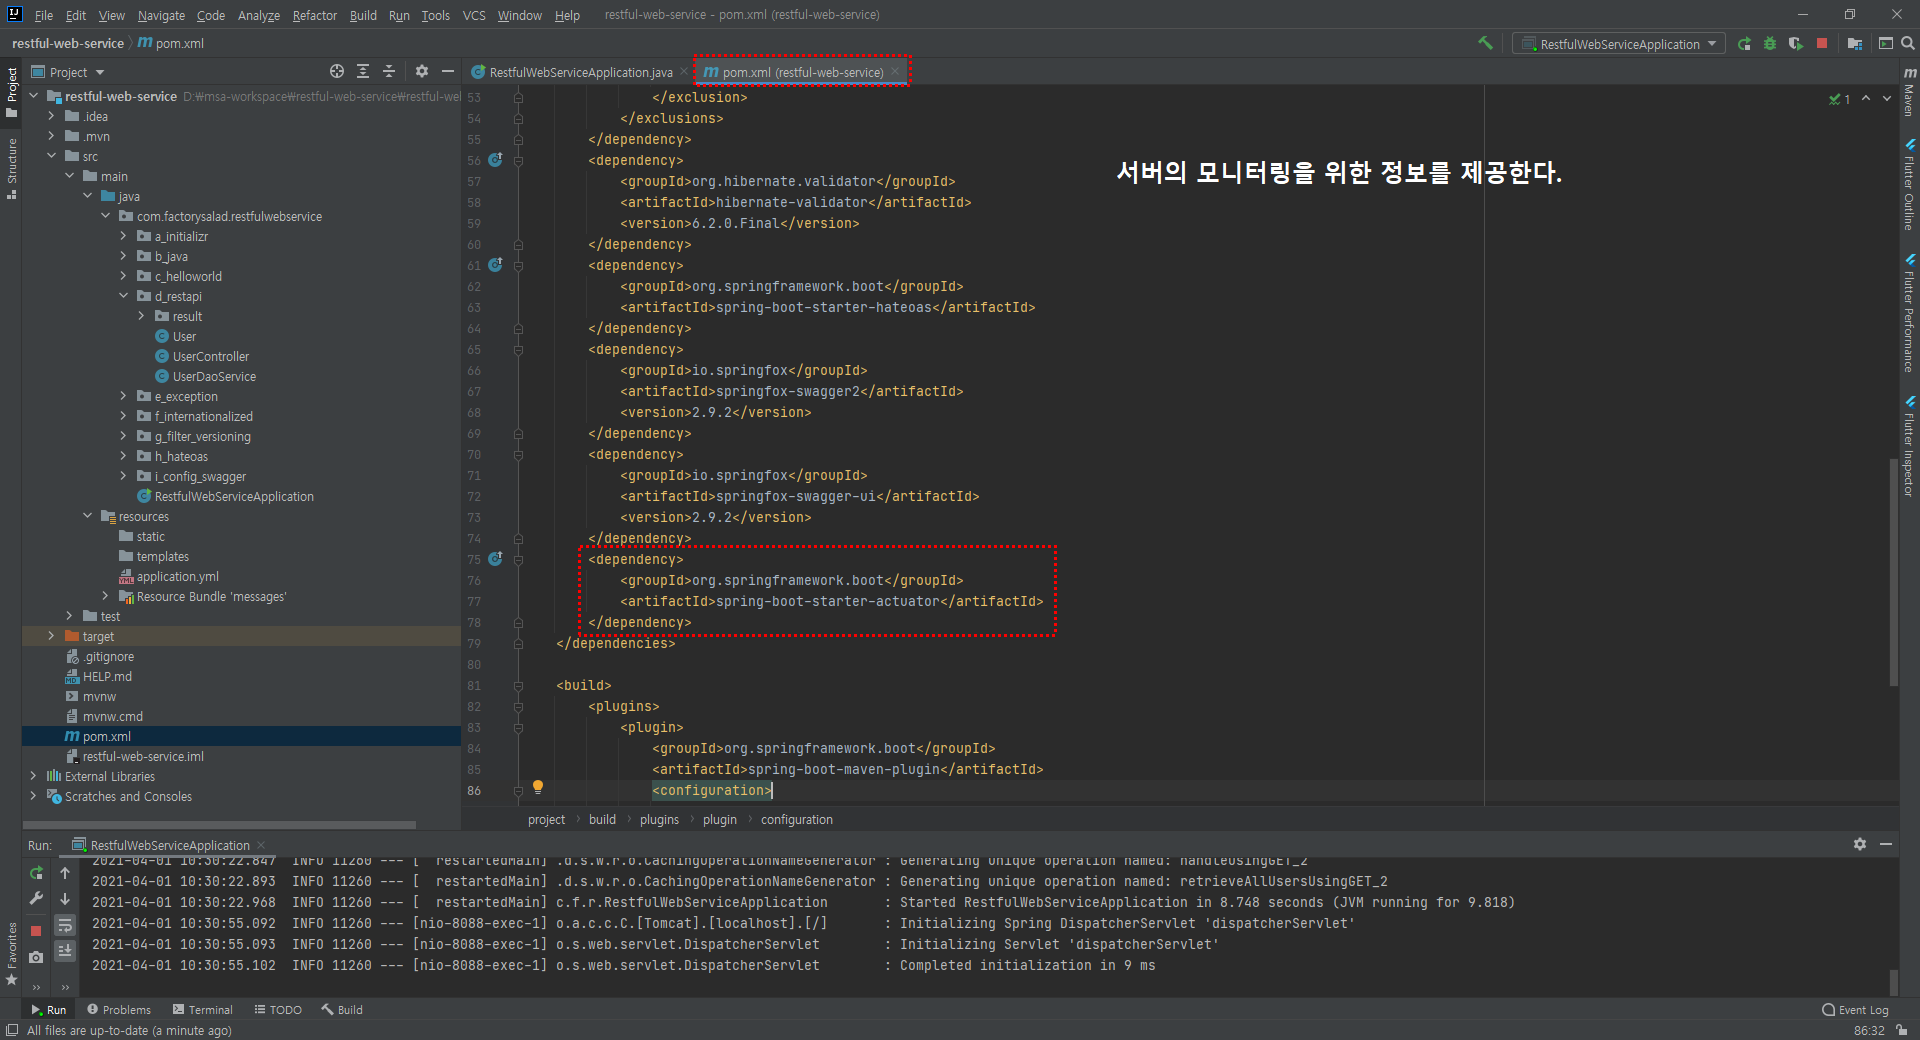 File Edit View Navigate Code Analyze Refactor Build Run Tools VCS Window Help restful-web-service - pom.xml (restful-web-service)
restful-web-service pom.xml RestfulWebServiceApplication
Project
RestfulWebServiceApplication.java pom.xml (restful-web-service)
restful-web-service D:₩msa-workspace₩restful-web-service₩restful-wel
.idea
.mvn
src
main
java
com.factorysalad.restfulwebservice
a_initializr
b_java
c_helloworld
d_restapi
result
User
UserController
UserDaoService
e_exception
f_internationalized
g_filter_versioning
h_hateoas
i_config_swagger
RestfulWebServiceApplication
resources
static
templates
application.yml
Resource Bundle 'messages'
test
target
.gitignore
HELP.md
mvnw
mvnw.cmd
pom.xml
restful-web-service.iml
External Libraries
Scratches and Consoles
Project
Structure
Favorites
53 </exclusion>
54 </exclusions>
55 </dependency>
56 <dependency>
57 <groupId>org.hibernate.validator</groupId>
58 <artifactId>hibernate-validator</artifactId>
59 <version>6.2.0.Final</version>
60 </dependency>
61 <dependency>
62 <groupId>org.springframework.boot</groupId>
63 <artifactId>spring-boot-starter-hateoas</artifactId>
64 </dependency>
65 <dependency>
66 <groupId>io.springfox</groupId>
67 <artifactId>springfox-swagger2</artifactId>
68 <version>2.9.2</version>
69 </dependency>
70 <dependency>
71 <groupId>io.springfox</groupId>
72 <artifactId>springfox-swagger-ui</artifactId>
73 <version>2.9.2</version>
74 </dependency>
75 <dependency>
76 <groupId>org.springframework.boot</groupId>
77 <artifactId>spring-boot-starter-actuator</artifactId>
78 </dependency>
79 </dependencies>
80
81 <build>
82 <plugins>
83 <plugin>
84 <groupId>org.springframework.boot</groupId>
85 <artifactId>spring-boot-maven-plugin</artifactId>
86 <configuration>
서버의 모니터링을 위한 정보를 제공한다.
1
Maven
Flutter Outline
Flutter Performance
Flutter Inspector
project build plugins plugin configuration
Run: RestfulWebServiceApplication
2021-04-01 10:30:22.847 INFO 11260 --- [ restartedMain] .d.s.w.r.o.CachingOperationNameGenerator : Generating unique operation named: handleUsingGET_2
2021-04-01 10:30:22.893 INFO 11260 --- [ restartedMain] .d.s.w.r.o.CachingOperationNameGenerator : Generating unique operation named: retrieveAllUsersUsingGET_2
2021-04-01 10:30:22.968 INFO 11260 --- [ restartedMain] c.f.r.RestfulWebServiceApplication : Started RestfulWebServiceApplication in 8.748 seconds (JVM running for 9.818)
2021-04-01 10:30:55.092 INFO 11260 --- [nio-8088-exec-1] o.a.c.c.C.[Tomcat].[localhost].[/] : Initializing Spring DispatcherServlet 'dispatcherServlet'
2021-04-01 10:30:55.093 INFO 11260 --- [nio-8088-exec-1] o.s.web.servlet.DispatcherServlet : Initializing Servlet 'dispatcherServlet'
2021-04-01 10:30:55.102 INFO 11260 --- [nio-8088-exec-1] o.s.web.servlet.DispatcherServlet : Completed initialization in 9 ms
Run Problems Terminal TODO Build Event Log
All files are up-to-date (a minute ago) 86:32